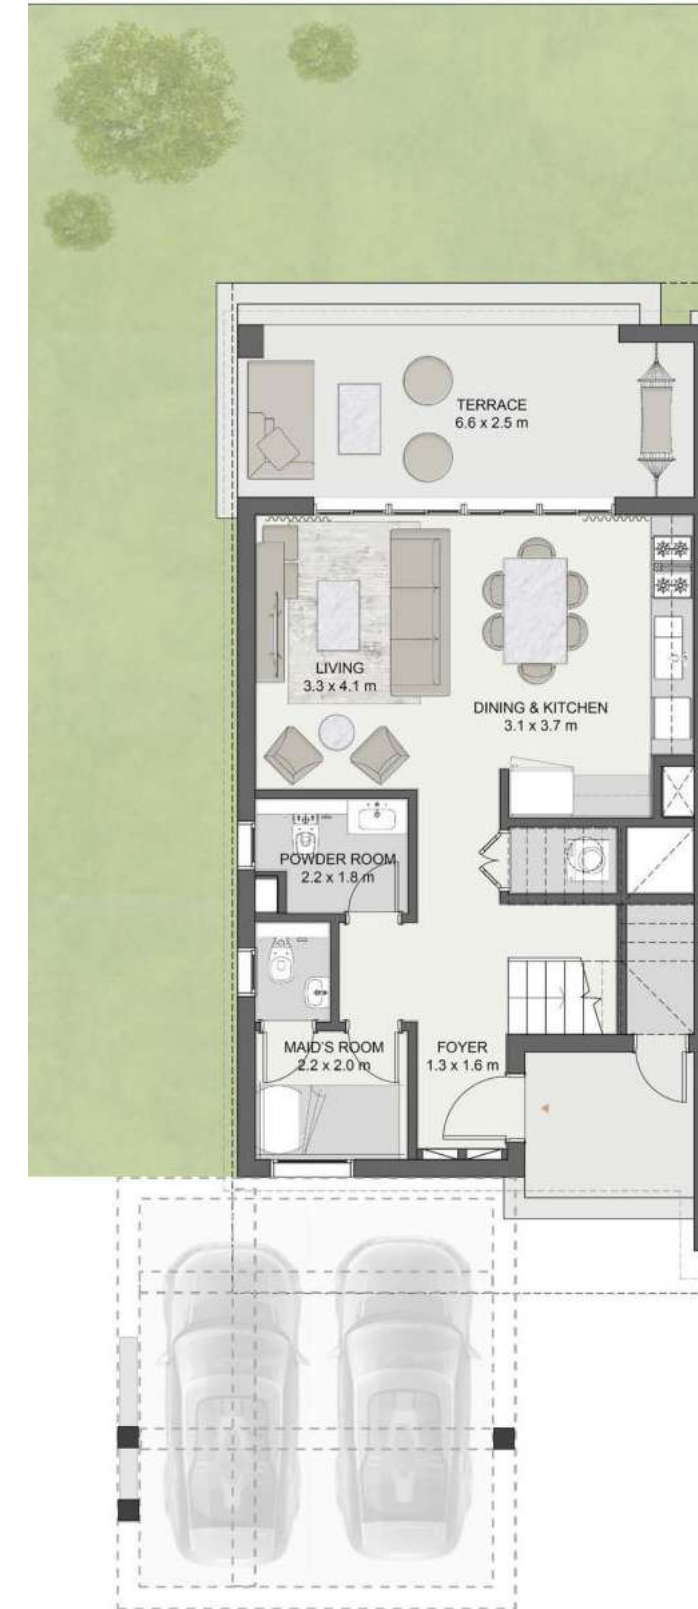 TERRACE
6.6 x 2.5 m
LIVING
3.3 x 4.1 m
DINING & KITCHEN
3.1 x 3.7 m
POWDER ROOM
2.2 x 1.8 m
MAID'S ROOM
2.2 x 2.0 m
FOYER
1.3 x 1.6 m